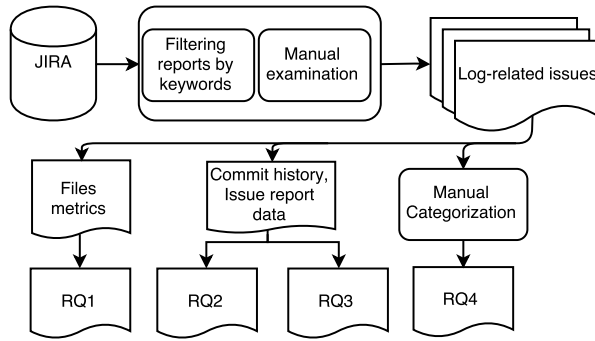 JIRA
Filtering
reports by
keywords
Manual
examination
Log-related issues
Files
metrics
Commit history,
Issue report
data
Manual
Categorization
RQ1
RQ2
RQ3
RQ4